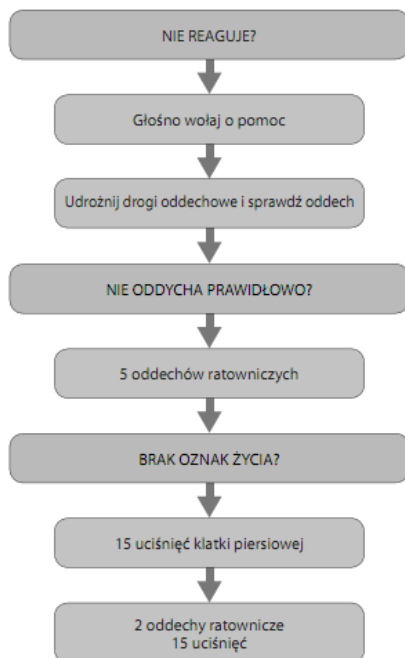 NIE REAGUJE?
Głośno wołaj o pomoc
Udrożnij drogi oddechowe i sprawdź oddech
NIE ODDYCHA PRAWIDŁOWO?
5 oddechów ratowniczych
BRAK OZNAK ŻYCIA?
15 uciśnięć klatki piersiowej
2 oddechy ratownicze
15 uciśnięć